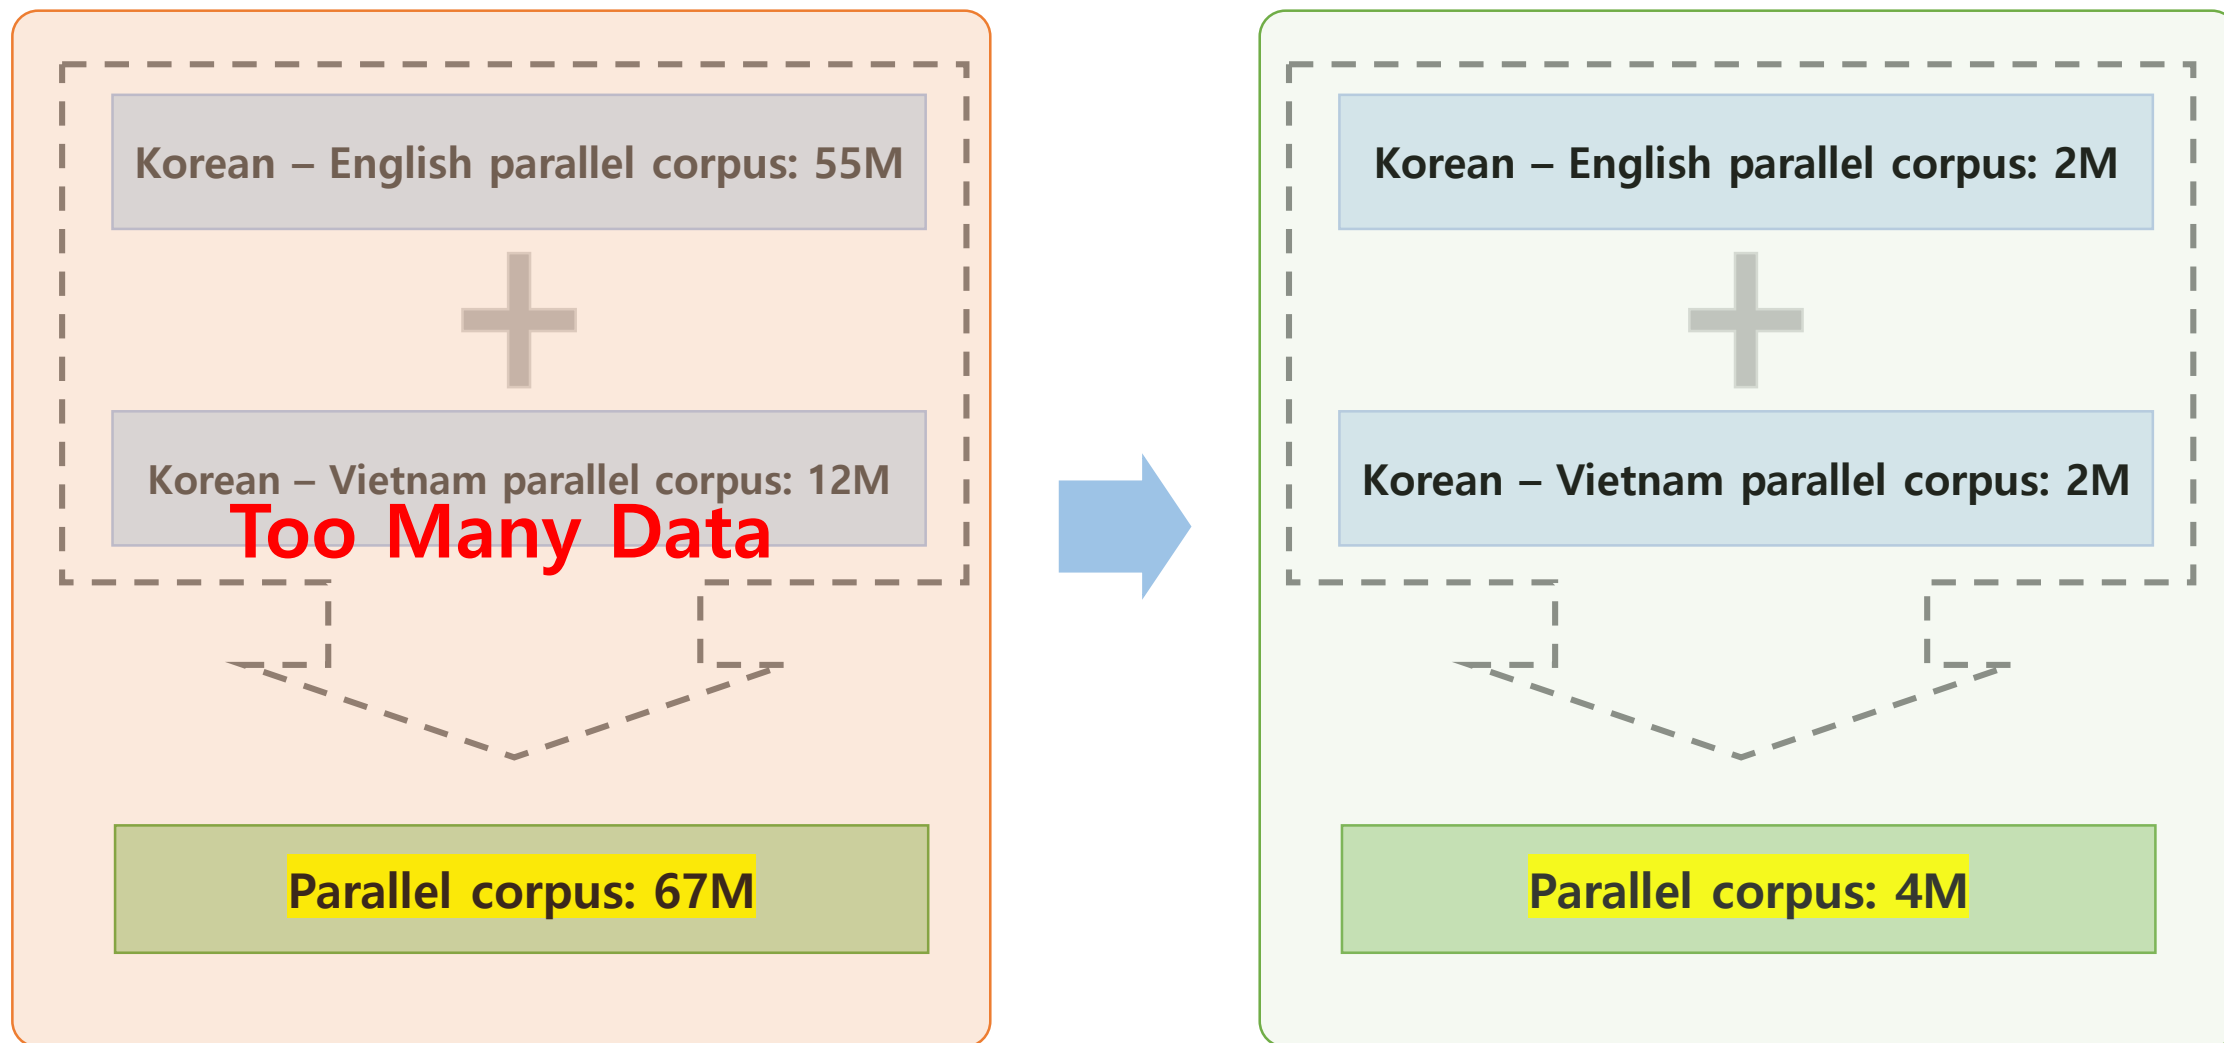 Korean – English parallel corpus: 55M
Korean – Vietnam parallel corpus: 12M
Too Many Data
Parallel corpus: 67M
Korean – English parallel corpus: 2M
Korean – Vietnam parallel corpus: 2M
Parallel corpus: 4M